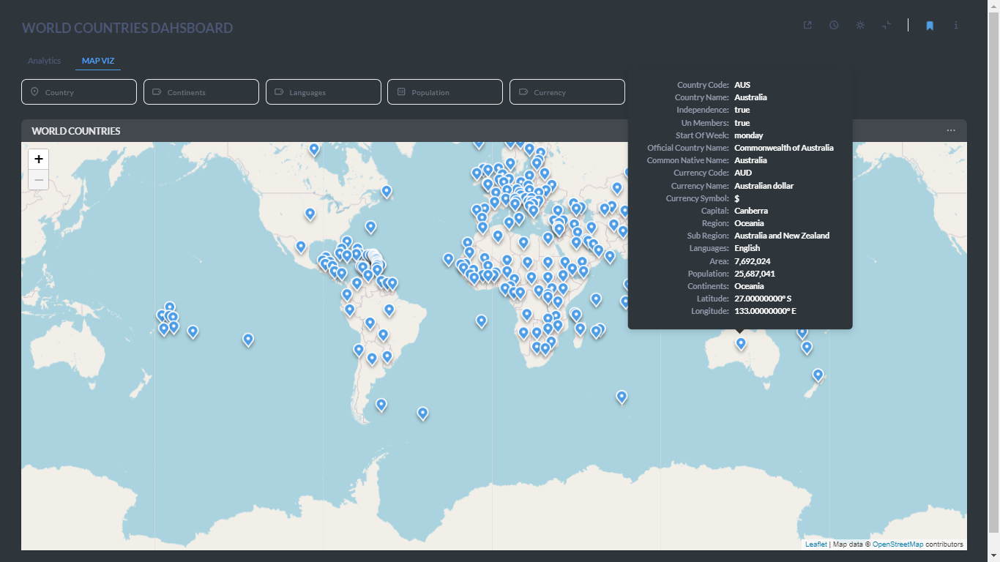 WORLD COUNTRIES DAHSBOARD
Analytics
MAP VIZ
Country
Continents
Languages
Population
Currency
WORLD COUNTRIES
+
−
Country Code: AUS
Country Name: Australia
Independence: true
Un Members: true
Start Of Week: monday
Official Country Name: Commonwealth of Australia
Common Native Name: Australia
Currency Code: AUD
Currency Name: Australian dollar
Currency Symbol: $
Capital: Canberra
Region: Oceania
Sub Region: Australia and New Zealand
Languages: English
Area: 7,692,024
Population: 25,687,041
Continents: Oceania
Latitude: 27.00000000° S
Longitude: 133.00000000° E
Leaflet | Map data © OpenStreetMap contributors